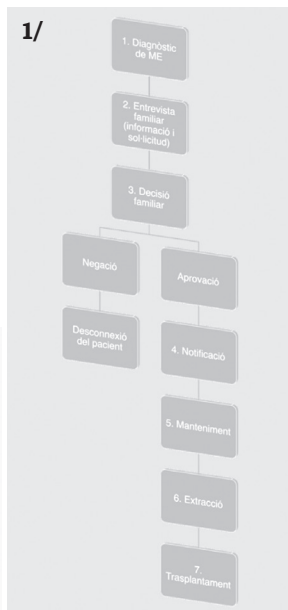 1/
1. Diagnòstic
de ME
2. Entrevista
familiar
(informació i
sol·licitud)
3. Decisió
familiar
Negació
Aprovació
Desconnexió
del pacient
4. Notificació
5. Manteniment
6. Extracció
7.
Trasplantament